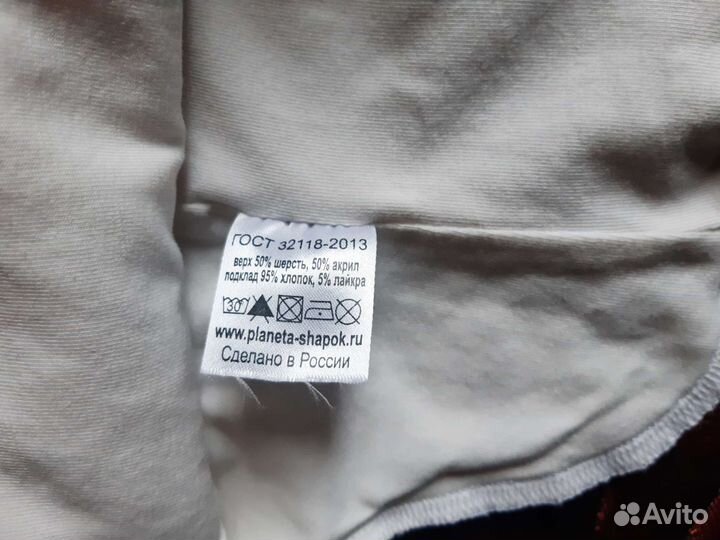 ГОСТ 32118-2013
верх 50% шерсть, 50% акрил
подклад 95% хлопок, 5% лайкра
30
www.planeta-shapok.ru
Сделано в России
Avito